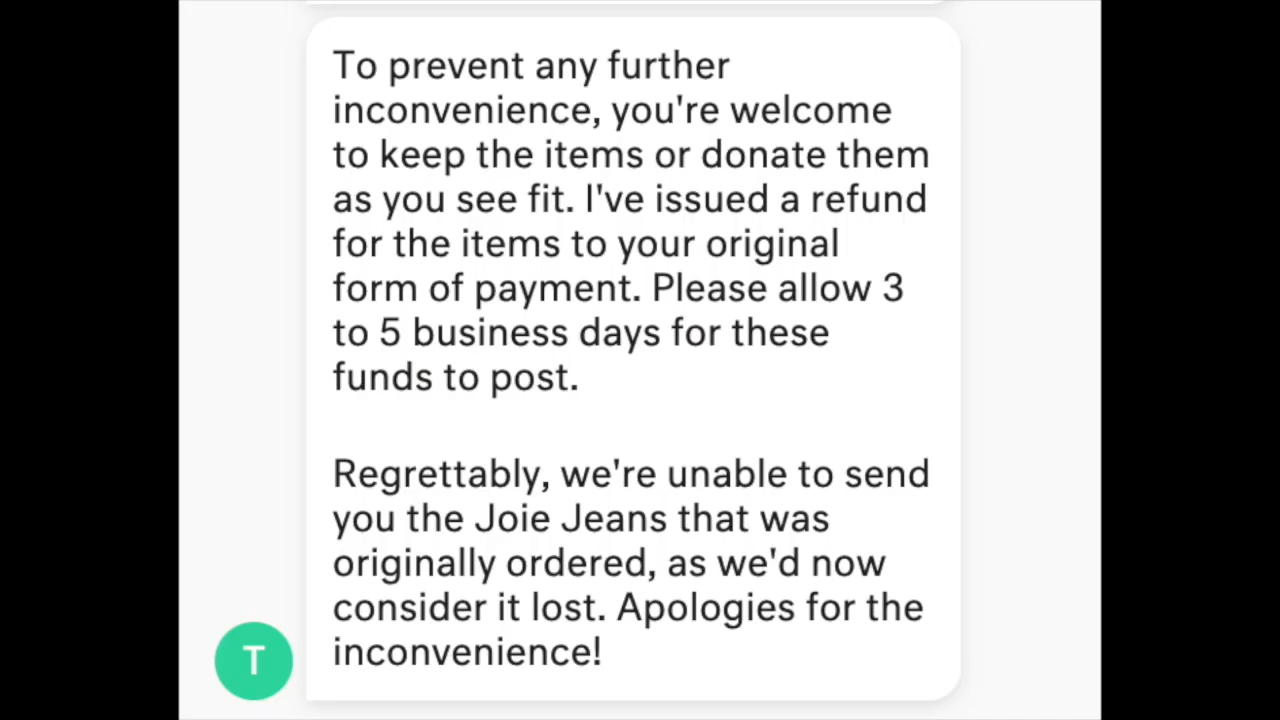 To prevent any further
inconvenience, you're welcome
to keep the items or donate them
as you see fit. I've issued a refund
for the items to your original
form of payment. Please allow 3
to 5 business days for these
funds to post.
Regrettably, we're unable to send
you the Joie Jeans that was
originally ordered, as we'd now
consider it lost. Apologies for the
inconvenience!
T